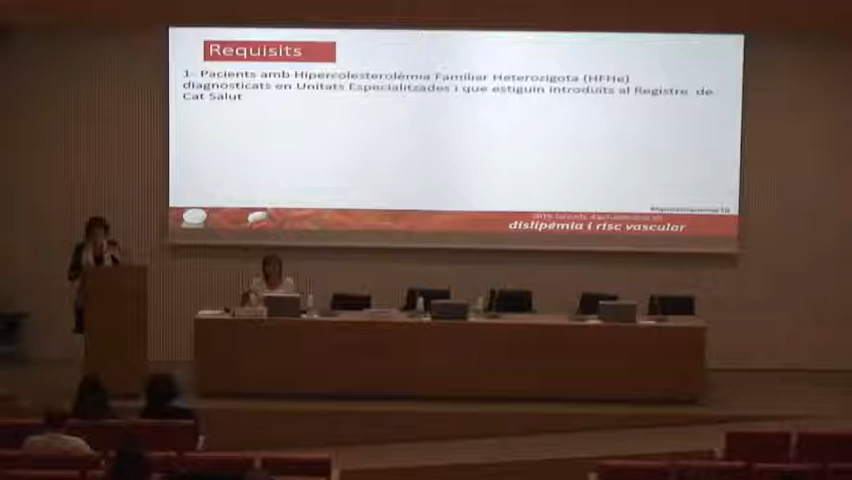 Requisits
1- Pacients amb Hipercolesterolèmia Familiar Heterozigota (HFHe)
diagnosticats en Unitats Especialitzades i que estiguin introduïts al Registre de
Cat Salut
dislipèmia i risc vascular